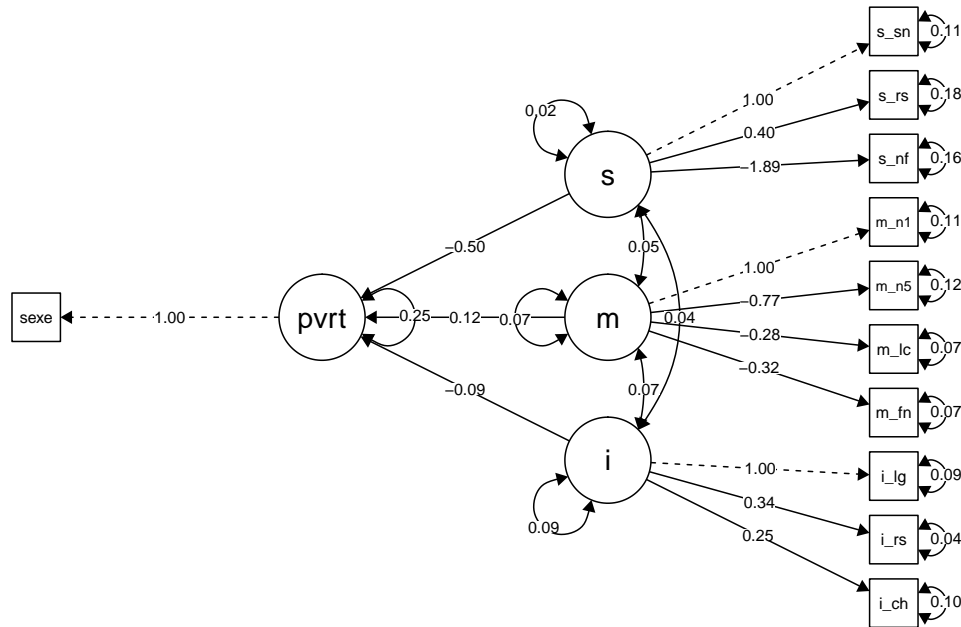 s_sn
0.11
s_rs
0.18
s_nf
0.16
m_n1
0.11
m_n5
0.12
m_lc
0.07
m_fn
0.07
i_lg
0.09
i_rs
0.04
i_ch
0.10
1.00
0.40
−1.89
1.00
−0.77
−0.28
−0.32
1.00
0.34
0.25
0.02
s
0.05
0.04
−0.50
sexe
1.00
pvrt
0.25
0.12
0.07
m
0.07
−0.09
i
0.09